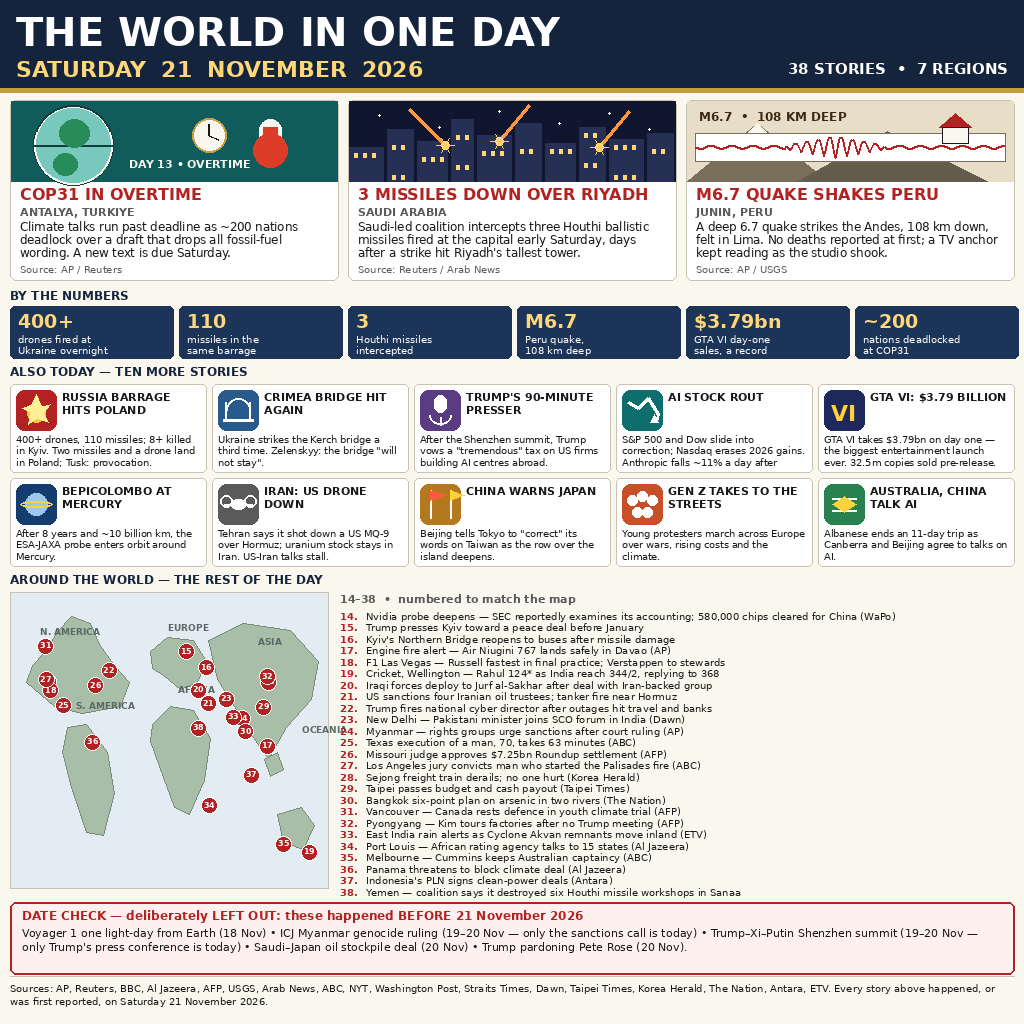 THE WORLD IN ONE DAY
SATURDAY 21 NOVEMBER 2026
38 STORIES • 7 REGIONS
DAY 13 • OVERTIME
COP31 IN OVERTIME
ANTALYA, TURKIYE
Climate talks run past deadline as ~200 nations
deadlock over a draft that drops all fossil-fuel
wording. A new text is due Saturday.
Source: AP / Reuters
3 MISSILES DOWN OVER RIYADH
SAUDI ARABIA
Saudi-led coalition intercepts three Houthi ballistic
missiles fired at the capital early Saturday, days
after a strike hit Riyadh's tallest tower.
Source: Reuters / Arab News
M6.7 • 108 KM DEEP
M6.7 QUAKE SHAKES PERU
JUNIN, PERU
A deep 6.7 quake strikes the Andes, 108 km down,
felt in Lima. No deaths reported at first; a TV anchor
kept reading as the studio shook.
Source: AP / USGS
BY THE NUMBERS
400+
drones fired at
Ukraine overnight
110
missiles in the
same barrage
3
Houthi missiles
intercepted
M6.7
Peru quake,
108 km deep
$3.79bn
GTA VI day-one
sales, a record
~200
nations deadlocked
at COP31
ALSO TODAY — TEN MORE STORIES
RUSSIA BARRAGE
HITS POLAND
400+ drones, 110 missiles; 8+ killed
in Kyiv. Two missiles and a drone land
in Poland; Tusk: provocation.
CRIMEA BRIDGE HIT
AGAIN
Ukraine strikes the Kerch bridge a
third time. Zelenskyy: the bridge "will
not stay".
TRUMP'S 90-MINUTE
PRESSER
After the Shenzhen summit, Trump
vows a "tremendous" tax on US firms
building AI centres abroad.
AI STOCK ROUT
S&P 500 and Dow slide into
correction; Nasdaq erases 2026 gains.
Anthropic falls ~11% a day after
VI
GTA VI: $3.79 BILLION
GTA VI takes $3.79bn on day one —
the biggest entertainment launch
ever. 32.5m copies sold pre-release.
BEPICOLOMBO AT
MERCURY
After 8 years and ~10 billion km, the
ESA-JAXA probe enters orbit around
Mercury.
IRAN: US DRONE
DOWN
Tehran says it shot down a US MQ-9
over Hormuz; uranium stock stays in
Iran. US-Iran talks stall.
CHINA WARNS JAPAN
Beijing tells Tokyo to "correct" its
words on Taiwan as the row over the
island deepens.
GEN Z TAKES TO THE
STREETS
Young protesters march across Europe
over wars, rising costs and the
climate.
AUSTRALIA, CHINA
TALK AI
Albanese ends an 11-day trip as
Canberra and Beijing agree to talks on
AI.
AROUND THE WORLD — THE REST OF THE DAY
N. AMERICA
EUROPE
ASIA
S. AMERICA
OCEANIA
31
15
16
22
27
18
26
25
32
20
21
23
29
33
30
38
36
17
37
34
35
19
14–38 • numbered to match the map
14. Nvidia probe deepens — SEC reportedly examines its accounting; 580,000 chips cleared for China (WaPo)
15. Trump presses Kyiv toward a peace deal before January
16. Kyiv's Northern Bridge reopens to buses after missile damage
17. Engine fire alert — Air Niugini 767 lands safely in Davao (AP)
18. F1 Las Vegas — Russell fastest in final practice; Verstappen to stewards
19. Cricket, Wellington — Rahul 124* as India reach 344/2, replying to 368
20. Iraqi forces deploy to Jurf al-Sakhar after deal with Iran-backed group
21. US sanctions four Iranian oil trustees; tanker fire near Hormuz
22. Trump fires national cyber director after outages hit travel and banks
23. New Delhi — Pakistani minister joins SCO forum in India (Dawn)
24. Myanmar — rights groups urge sanctions after court ruling (AP)
25. Texas execution of a man, 70, takes 63 minutes (ABC)
26. Missouri judge approves $7.25bn Roundup settlement (AFP)
27. Los Angeles jury convicts man who started the Palisades fire (ABC)
28. Sejong freight train derails; no one hurt (Korea Herald)
29. Taipei passes budget and cash payout (Taipei Times)
30. Bangkok six-point plan on arsenic in two rivers (The Nation)
31. Vancouver — Canada rests defence in youth climate trial (AP)
32. Pyongyang — Kim tours factories after no Trump meeting (AFP)
33. East India rain alerts as Cyclone Akvan remnants move inland (ETV)
34. Port Louis — African rating agency talks to 15 states (Al Jazeera)
35. Melbourne — Cummins keeps Australian captaincy (ABC)
36. Panama threatens to block climate deal (Al Jazeera)
37. Indonesia's PLN signs clean-power deals (Antara)
38. Yemen — coalition says it destroyed six Houthi missile workshops in Sanaa
DATE CHECK — deliberately LEFT OUT: these happened BEFORE 21 November 2026
Voyager 1 one light-day from Earth (18 Nov) • ICJ Myanmar genocide ruling (19–20 Nov — only the sanctions call is today) • Trump–Xi–Putin Shenzhen summit (19–20 Nov —
only Trump's press conference is today) • Saudi–Japan oil stockpile deal (20 Nov) • Trump pardoning Pete Rose (20 Nov).
Sources: AP, Reuters, BBC, Al Jazeera, AFP, USGS, Arab News, ABC, NYT, Washington Post, Straits Times, Dawn, Taipei Times, Korea Herald, The Nation, Antara, ETV. Every story above happened, or
was first reported, on Saturday 21 November 2026.